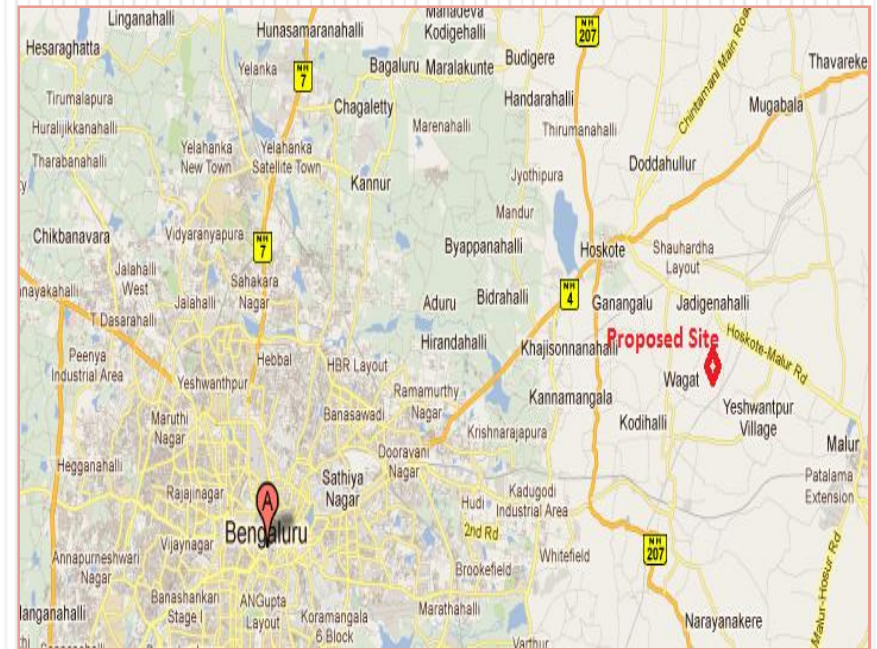 Linganahalli
Hunasamaranahalli
Manadeva
Kodigehalli
NH
207
Chintamani Main Road
Hesaraghatta
Yelanka
NH
7
Bagaluru
Maralakunte
Budigere
Thavareke
Tirumalapura
Chagaletty
Handarahalli
Mugabala
Huralijikkanahalli
Marenahalli
Thirumanahalli
Tharabanahalli
Yelahanka
New Town
Yelahanka
Satellite Town
Kannur
Jyothipura
Doddahullur
Mandur
Chikbanavara
Vidyaranyapura
NH
7
Byappanahalli
Hoskote
Shauhardha
Layout
Jalahalli
West
Sahakara
Nagar
nnayakahalli
Jalahalli
Aduru
Bidrahalli
NH
4
Ganangalu
Jadigenahalli
T Dasarahalli
Hirandahalli
Khajisonnanahalli
Proposed Site
Hoskote-Malur Rd
Peenya
Industrial Area
Hebbal
HBR Layout
Yeshwanthpur
Ramamurthy
Nagar
Kannamangala
Wagat
Maruthi
Nagar
Banasawadi
Krishnarajapura
Kodihalli
Yeshwantpur
Village
Hegganahalli
Dooravani
Nagar
Malur
Rajajinagar
Sathiya
Nagar
Hudi
Kadugodi
Industrial Area
Patalama
Extension
A
Bengaluru
2nd Rd
Annapurneshwari
Nagar
Vijaynagar
Brookefield
Whitefield
NH
207
Malur-Hosur Rd
Banashankari
Stage I
ANGupta
Layout
Koramangala
6 Block
Marathahalli
Narayanakere
langanahalli
Varthur